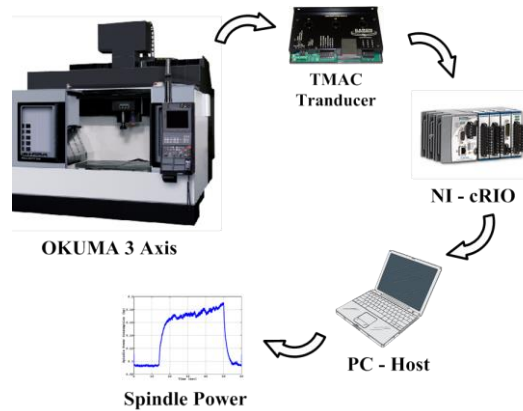 TMAC
Tranducer
NI - cRIO
OKUMA 3 Axis
PC - Host
Spindle Power